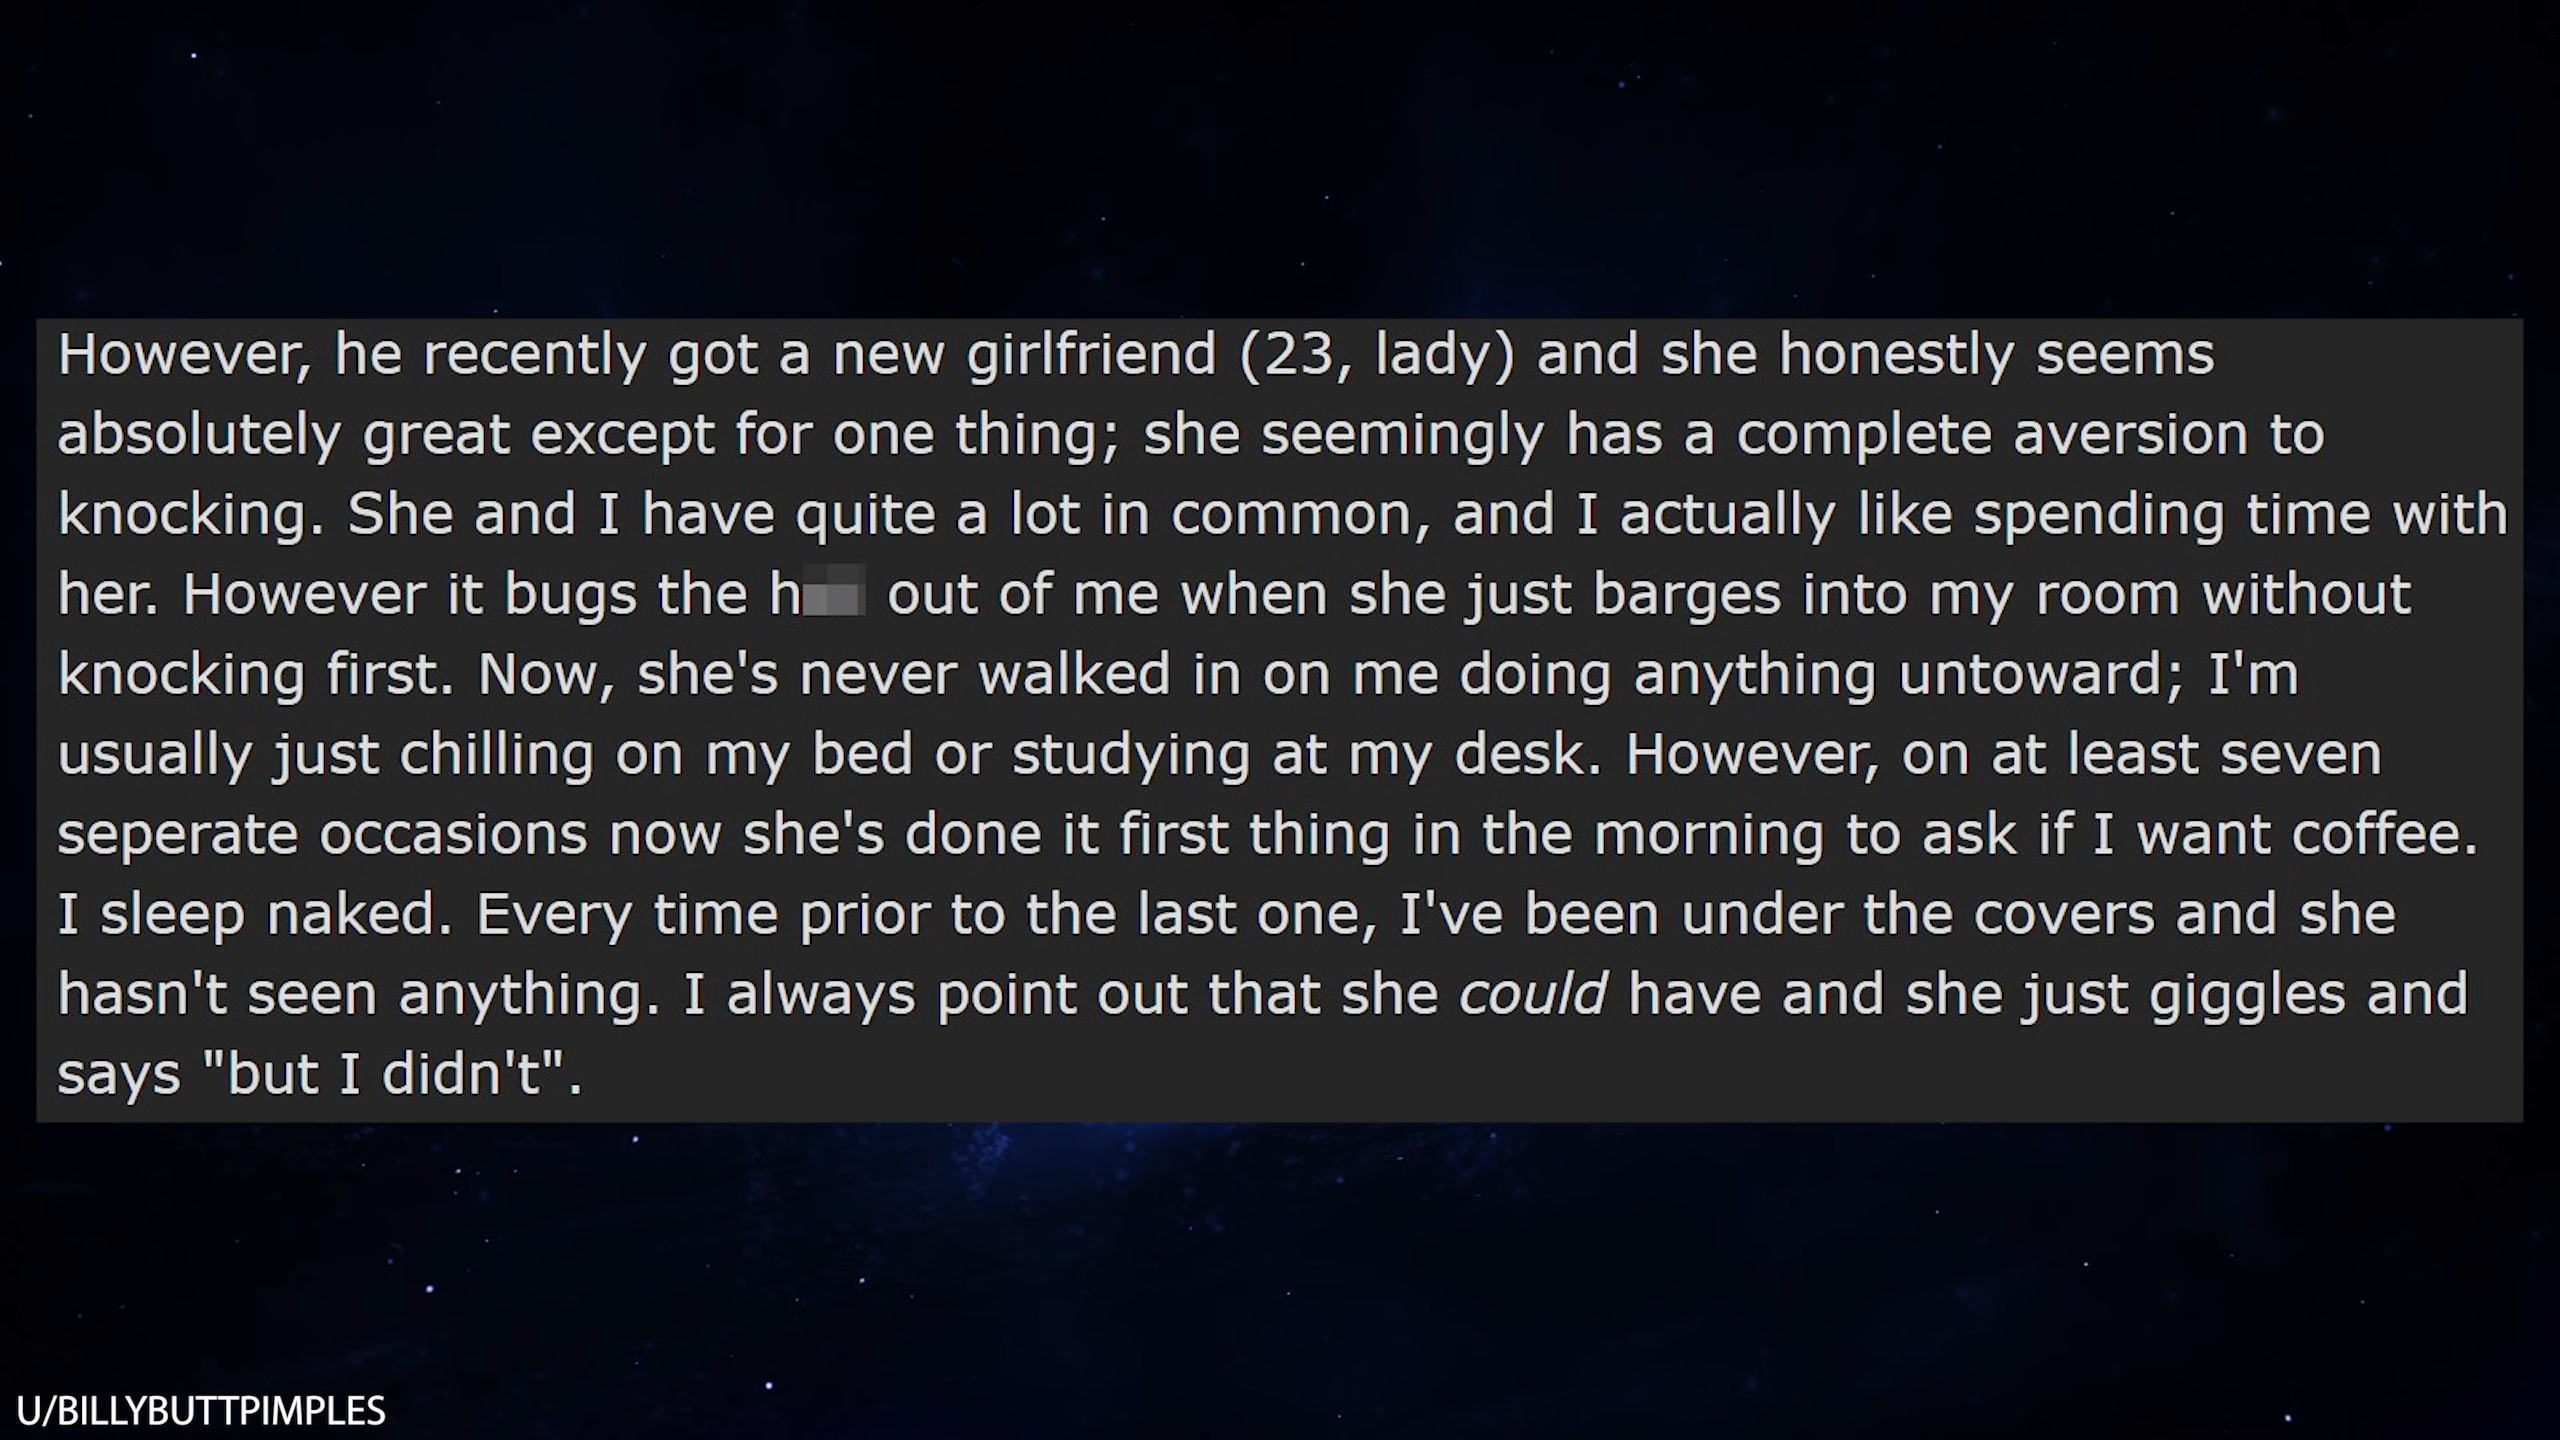 However, he recently got a new girlfriend (23, lady) and she honestly seems
absolutely great except for one thing; she seemingly has a complete aversion to
knocking. She and I have quite a lot in common, and I actually like spending time with
her. However it bugs the h out of me when she just barges into my room without
knocking first. Now, she's never walked in on me doing anything untoward; I'm
usually just chilling on my bed or studying at my desk. However, on at least seven
seperate occasions now she's done it first thing in the morning to ask if I want coffee.
I sleep naked. Every time prior to the last one, I've been under the covers and she
hasn't seen anything. I always point out that she could have and she just giggles and
says "but I didn't".
U/BILLYBUTTPIMPLES